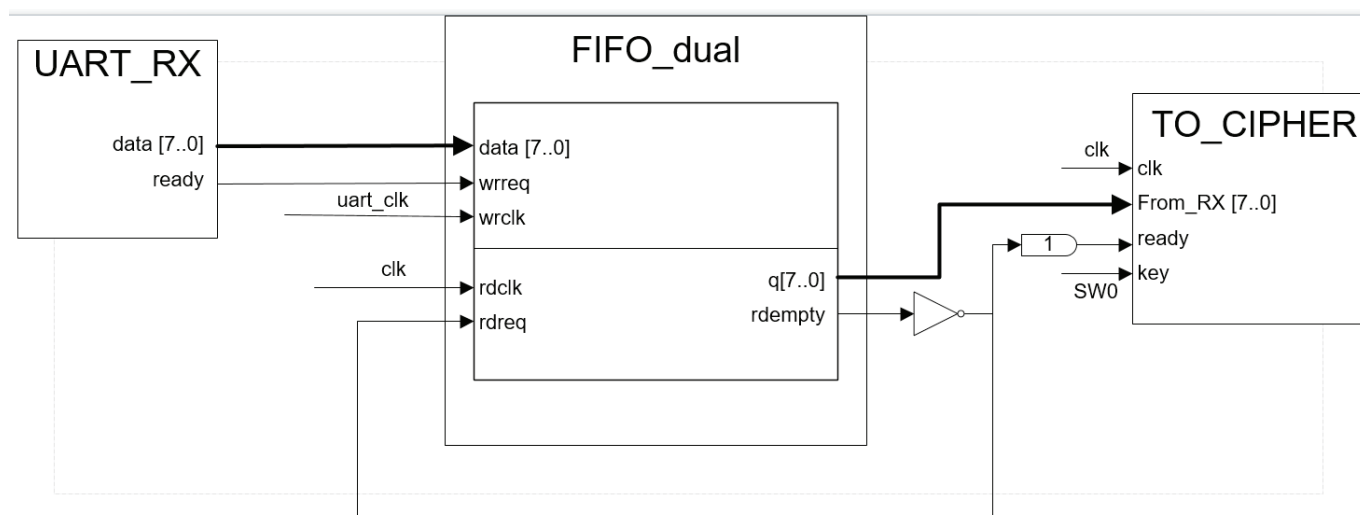 UART_RX
data [7..0]
ready
FIFO_dual
data [7..0]
wrreq
uart_clk
wrclk
clk
rdclk
rdreq
q[7..0]
rdempty
1
TO_CIPHER
clk
clk
From_RX [7..0]
ready
key
SW0